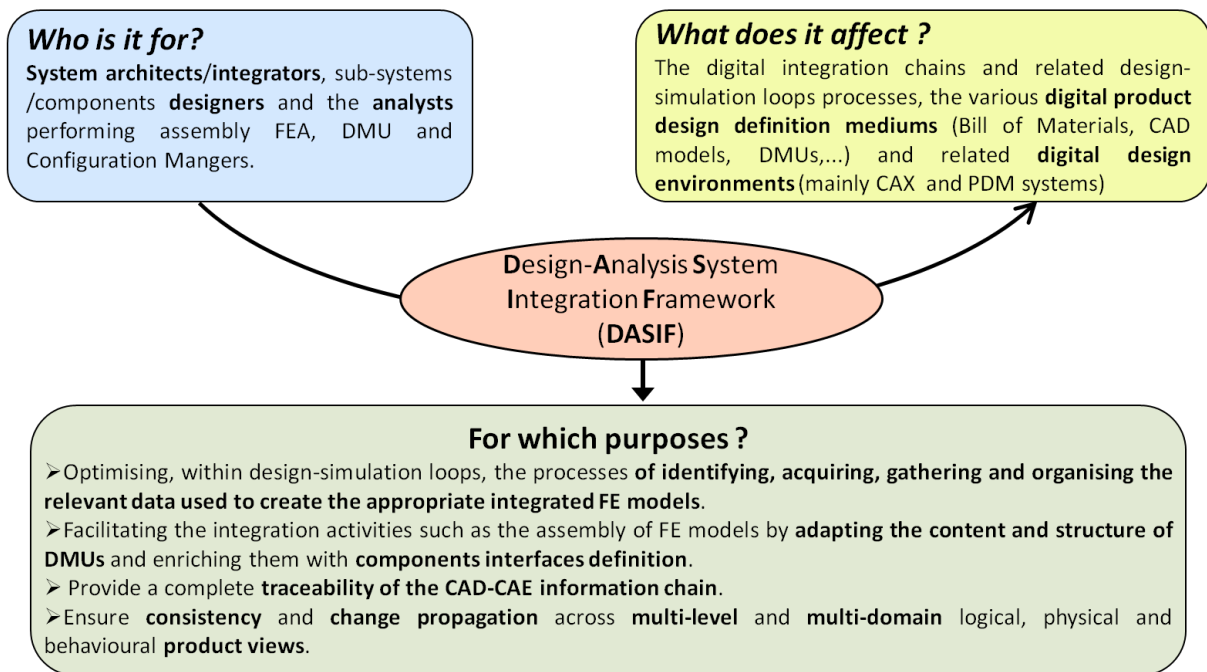 Who is it for?
System architects/integrators, sub-systems
/components designers and the analysts
performing assembly FEA, DMU and
Configuration Mangers.
What does it affect ?
The digital integration chains and related design-
simulation loops processes, the various digital product
design definition mediums (Bill of Materials, CAD
models, DMUs,...) and related digital design
environments (mainly CAX and PDM systems)
Design-Analysis System
Integration Framework
(DASIF)
For which purposes ?
➢Optimising, within design-simulation loops, the processes of identifying, acquiring, gathering and organising the
relevant data used to create the appropriate integrated FE models.
➢Facilitating the integration activities such as the assembly of FE models by adapting the content and structure of
DMUs and enriching them with components interfaces definition.
➢ Provide a complete traceability of the CAD-CAE information chain.
➢Ensure consistency and change propagation across multi-level and multi-domain logical, physical and
behavioural product views.